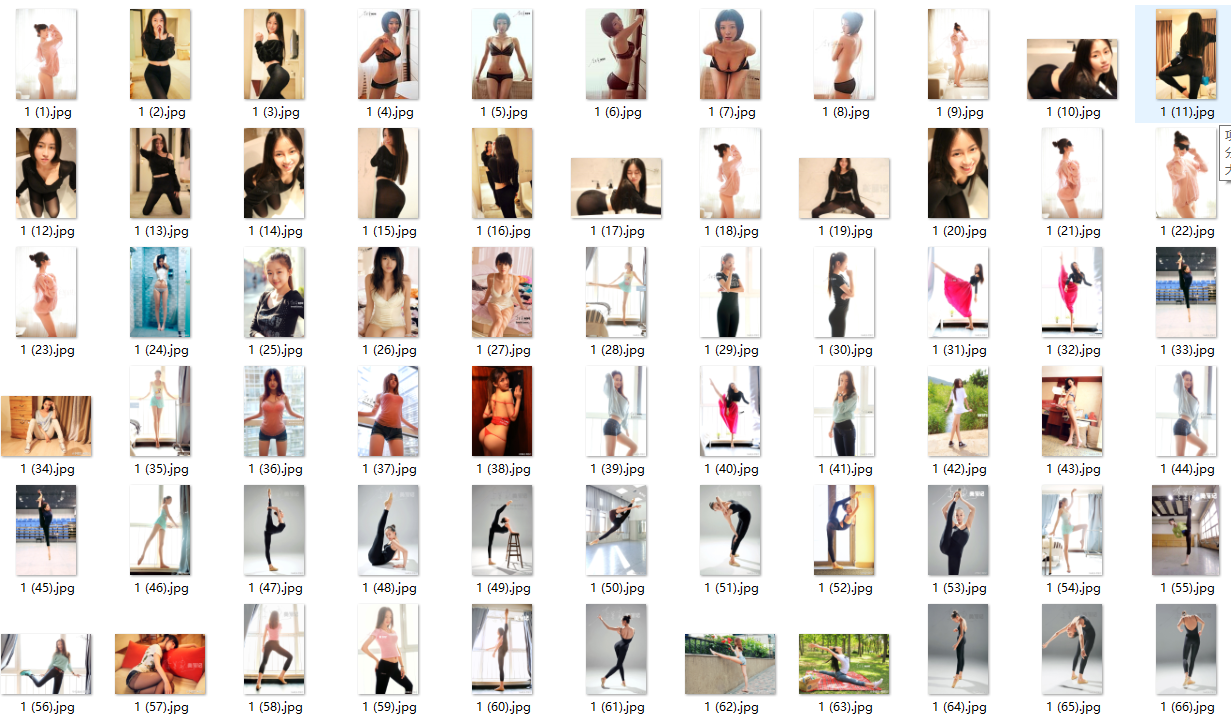 1 (1).jpg 1 (2).jpg 1 (3).jpg 1 (4).jpg 1 (5).jpg 1 (6).jpg 1 (7).jpg 1 (8).jpg 1 (9).jpg 1 (10).jpg 1 (11).jpg
1 (12).jpg 1 (13).jpg 1 (14).jpg 1 (15).jpg 1 (16).jpg 1 (17).jpg 1 (18).jpg 1 (19).jpg 1 (20).jpg 1 (21).jpg 1 (22).jpg
1 (23).jpg 1 (24).jpg 1 (25).jpg 1 (26).jpg 1 (27).jpg 1 (28).jpg 1 (29).jpg 1 (30).jpg 1 (31).jpg 1 (32).jpg 1 (33).jpg
1 (34).jpg 1 (35).jpg 1 (36).jpg 1 (37).jpg 1 (38).jpg 1 (39).jpg 1 (40).jpg 1 (41).jpg 1 (42).jpg 1 (43).jpg 1 (44).jpg
1 (45).jpg 1 (46).jpg 1 (47).jpg 1 (48).jpg 1 (49).jpg 1 (50).jpg 1 (51).jpg 1 (52).jpg 1 (53).jpg 1 (54).jpg 1 (55).jpg
1 (56).jpg 1 (57).jpg 1 (58).jpg 1 (59).jpg 1 (60).jpg 1 (61).jpg 1 (62).jpg 1 (63).jpg 1 (64).jpg 1 (65).jpg 1 (66).jpg